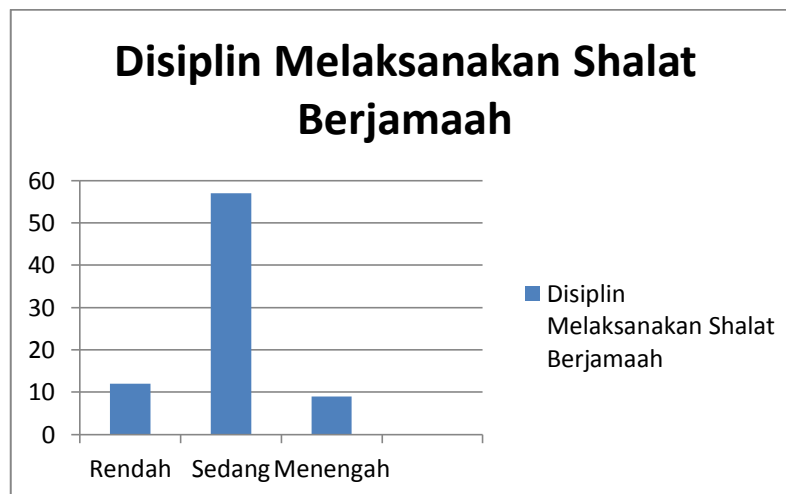 Disiplin Melaksanakan Shalat
Berjamaah
60
50
40
30
20
10
0
Rendah Sedang Menengah
Disiplin
Melaksanakan Shalat
Berjamaah